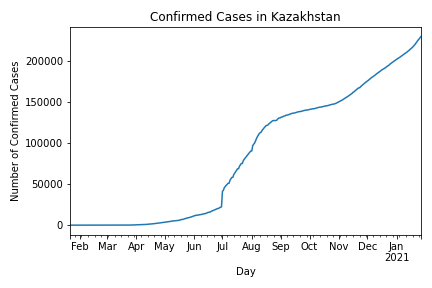 Confirmed Cases in Kazakhstan
Number of Confirmed Cases
200000
150000
100000
50000
0
Feb Mar Apr May Jun Jul Aug Sep Oct Nov Dec Jan
2021
Day